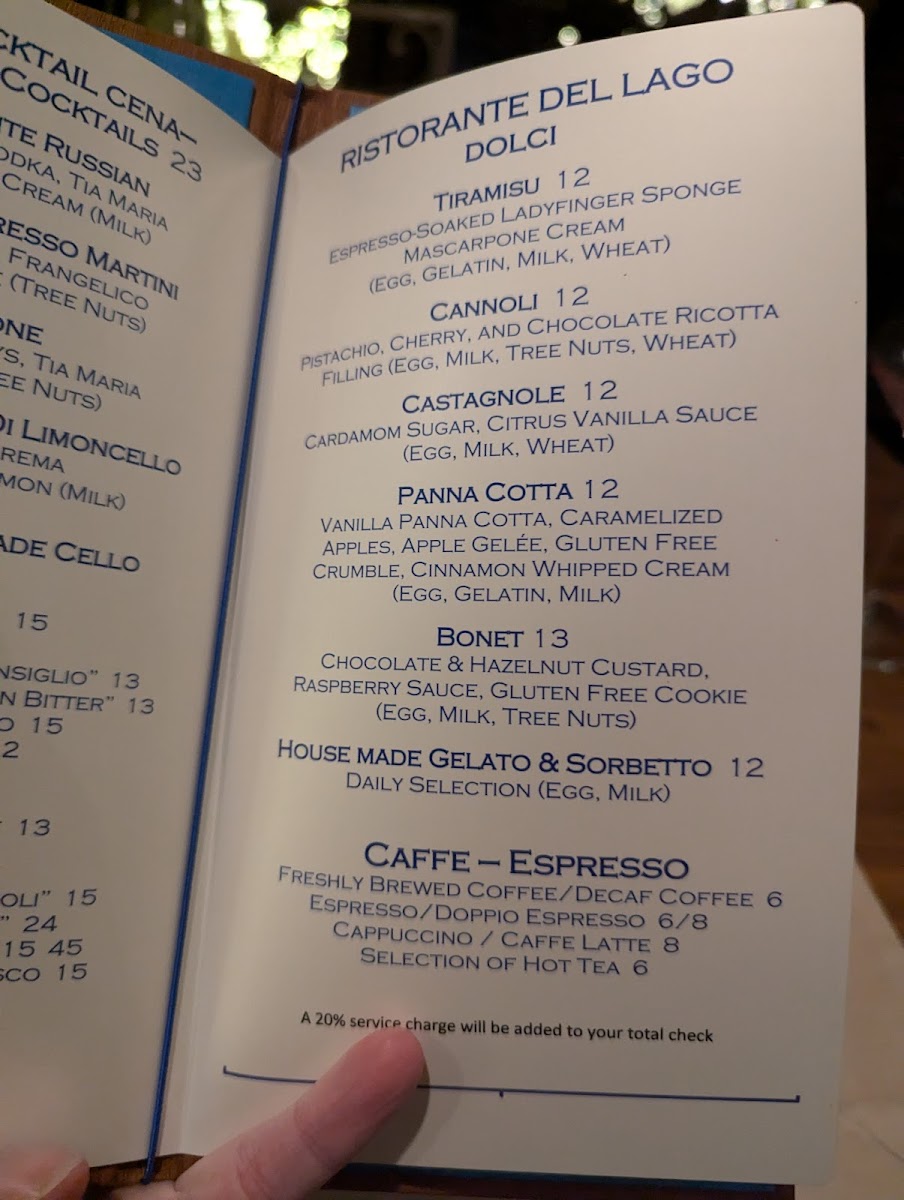 COCKTAILS 23
RUSSIAN
TIA MARIA
CREAM (MILK)
MARTINI
FRANGELICO
(TREE NUTS)
TIA MARIA
NUTS)
DI LIMONCELLO
(MILK)
CELLO
15
13
BITTER" 13
15
13
15
24
15 45
15
RISTORANTE DEL LAGO
DOLCI
TIRAMISU 12
ESPRESSO-SOAKED LADYFINGER SPONGE
MASCARPONE CREAM
(EGG, GELATIN, MILK, WHEAT)
CANNOLI 12
PISTACHIO, CHERRY, AND CHOCOLATE RICOTTA
FILLING (EGG, MILK, TREE NUTS, WHEAT)
CASTAGNOLE 12
CARDAMOM SUGAR, CITRUS VANILLA SAUCE
(EGG, MILK, WHEAT)
PANNA COTTA 12
VANILLA PANNA COTTA, CARAMELIZED
APPLES, APPLE GELÉE, GLUTEN FREE
CRUMBLE, CINNAMON WHIPPED CREAM
(EGG, GELATIN, MILK)
BONET 13
CHOCOLATE & HAZELNUT CUSTARD,
RASPBERRY SAUCE, GLUTEN FREE COOKIE
(EGG, MILK, TREE NUTS)
HOUSE MADE GELATO & SORBETTO 12
DAILY SELECTION (EGG, MILK)
CAFFE – ESPRESSO
FRESHLY BREWED COFFEE/DECAF COFFEE 6
ESPRESSO/DOPPIO ESPRESSO 6/8
CAPPUCCINO / CAFFE LATTE 8
SELECTION OF HOT TEA 6
A 20% service charge will be added to your total check